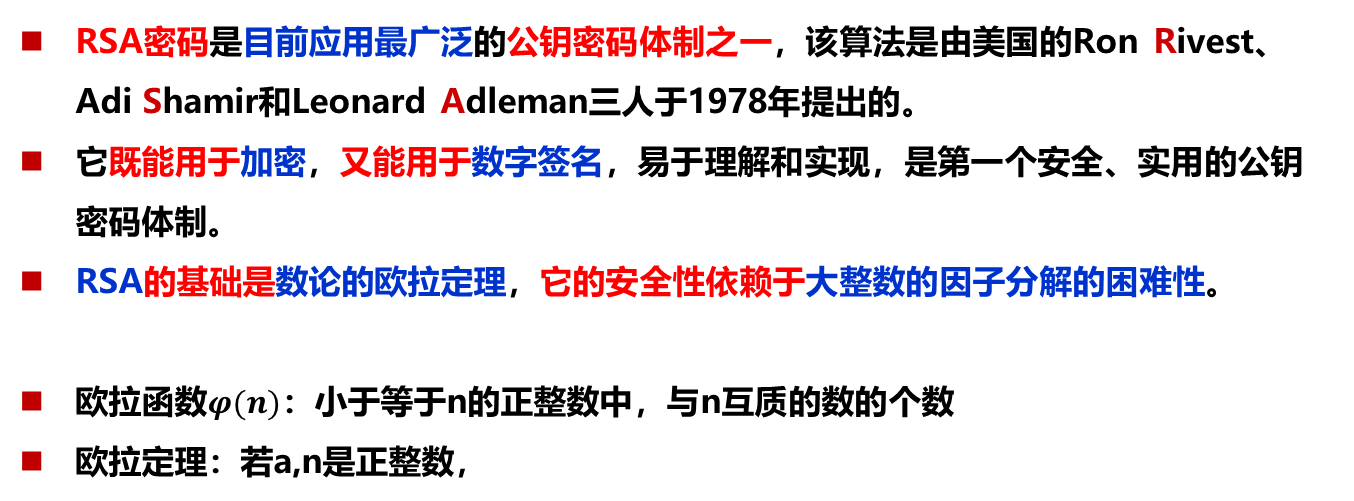 RSA密码是目前应用最广泛的公钥密码体制之一，该算法是由美国的Ron Rivest、
Adi Shamir和Leonard Adleman三人于1978年提出的。
它既能用于加密，又能用于数字签名，易于理解和实现，是第一个安全、实用的公钥
密码体制。
RSA的基础是数论的欧拉定理，它的安全性依赖于大整数的因子分解的困难性。
欧拉函数φ(n)：小于等于n的正整数中，与n互质的数的个数
欧拉定理：若a,n是正整数，